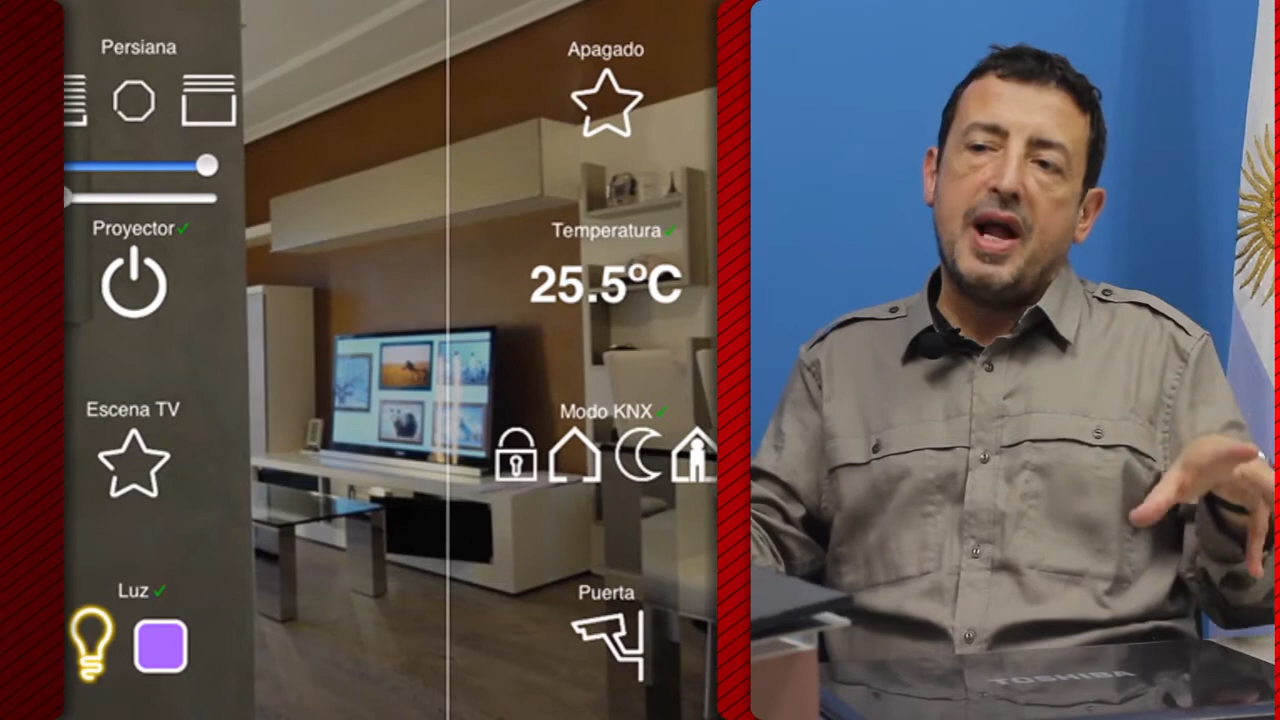 Persiana
Proyector
Escena TV
Luz
Apagado
Temperatura
25.5ºC
Modo KNX
Puerta
TOSHIBA